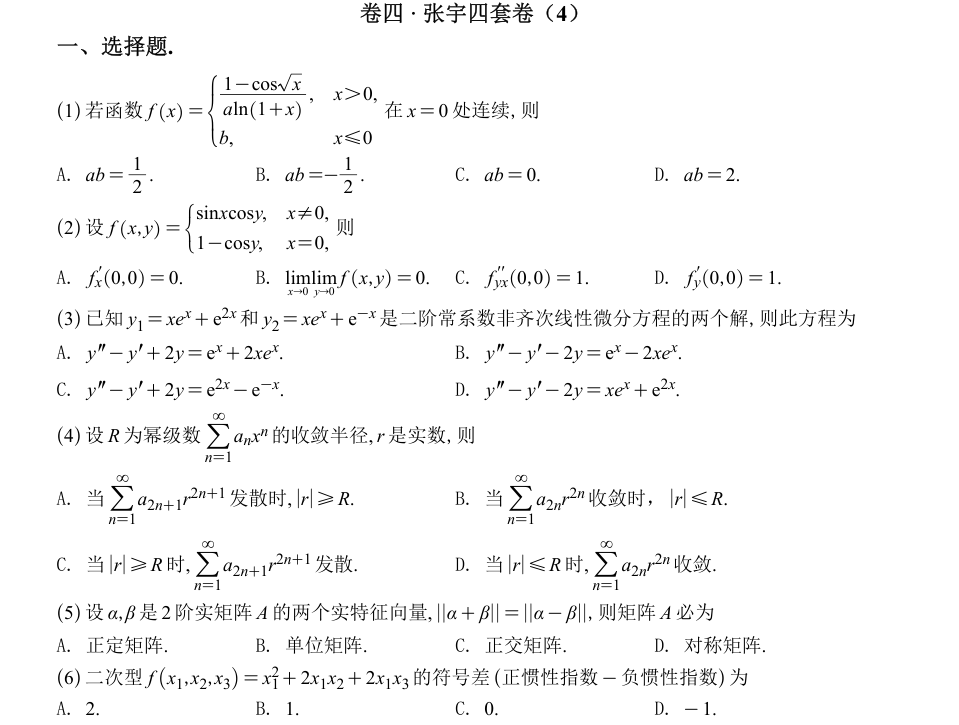 卷四·张宇四套卷（4）
一、选择题.
(1) 若函数 f(x) = { (1−cos√x)/(aln(1+x)), x>0, b, x⩽0 在 x=0 处连续, 则
A. ab = 1/2. B. ab = −1/2. C. ab = 0. D. ab = 2.
(2) 设 f(x,y) = { sinxcosy, x≠0, 1−cosy, x=0, 则
A. f′ₓ(0,0) = 0. B. lim_{x→0} lim_{y→0} f(x,y) = 0. C. f″_{yx}(0,0) = 1. D. f′_y(0,0) = 1.
(3) 已知 y₁ = xeˣ + e²ˣ 和 y₂ = xeˣ + e⁻ˣ 是二阶常系数非齐次线性微分方程的两个解, 则此方程为
A. y″ − y′ + 2y = eˣ + 2xeˣ. B. y″ − y′ − 2y = eˣ − 2xeˣ.
C. y″ − y′ + 2y = e²ˣ − e⁻ˣ. D. y″ − y′ − 2y = xeˣ + e²ˣ.
(4) 设 R 为幂级数 ∑_{n=1}^{∞} aₙxⁿ 的收敛半径, r 是实数, 则
A. 当 ∑_{n=1}^{∞} a_{2n+1}r^{2n+1} 发散时, |r| ⩾ R. B. 当 ∑_{n=1}^{∞} a_{2n}r^{2n} 收敛时， |r| ⩽ R.
C. 当 |r| ⩾ R 时, ∑_{n=1}^{∞} a_{2n+1}r^{2n+1} 发散. D. 当 |r| ⩽ R 时, ∑_{n=1}^{∞} a_{2n}r^{2n} 收敛.
(5) 设 α,β 是 2 阶实矩阵 A 的两个实特征向量, ||α + β|| = ||α − β||, 则矩阵 A 必为
A. 正定矩阵. B. 单位矩阵. C. 正交矩阵. D. 对称矩阵.
(6) 二次型 f(x₁,x₂,x₃) = x₁² + 2x₁x₂ + 2x₁x₃ 的符号差 (正惯性指数 − 负惯性指数) 为
A. 2. B. 1. C. 0. D. −1.